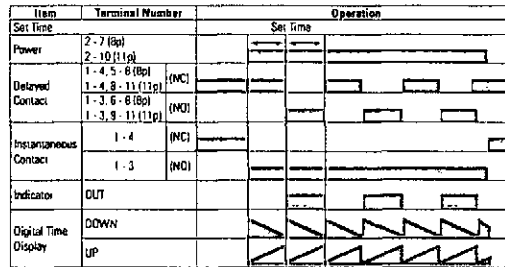 Item Terminal Number Operation
Set Time Set Time
Power 2 - 7 (8p)
2 - 10 (11p)
Delayed Contact 1 - 4, 5 - 8 (8p)
1 - 4, 8 - 11 (11p) (NC)
1 - 3, 6 - 8 (8p)
1 - 3, 9 - 11 (11p) (NO)
Instantaneous Contact 1 - 4 (NC)
1 - 3 (NO)
Indicator OUT
Digital Time Display DOWN
UP